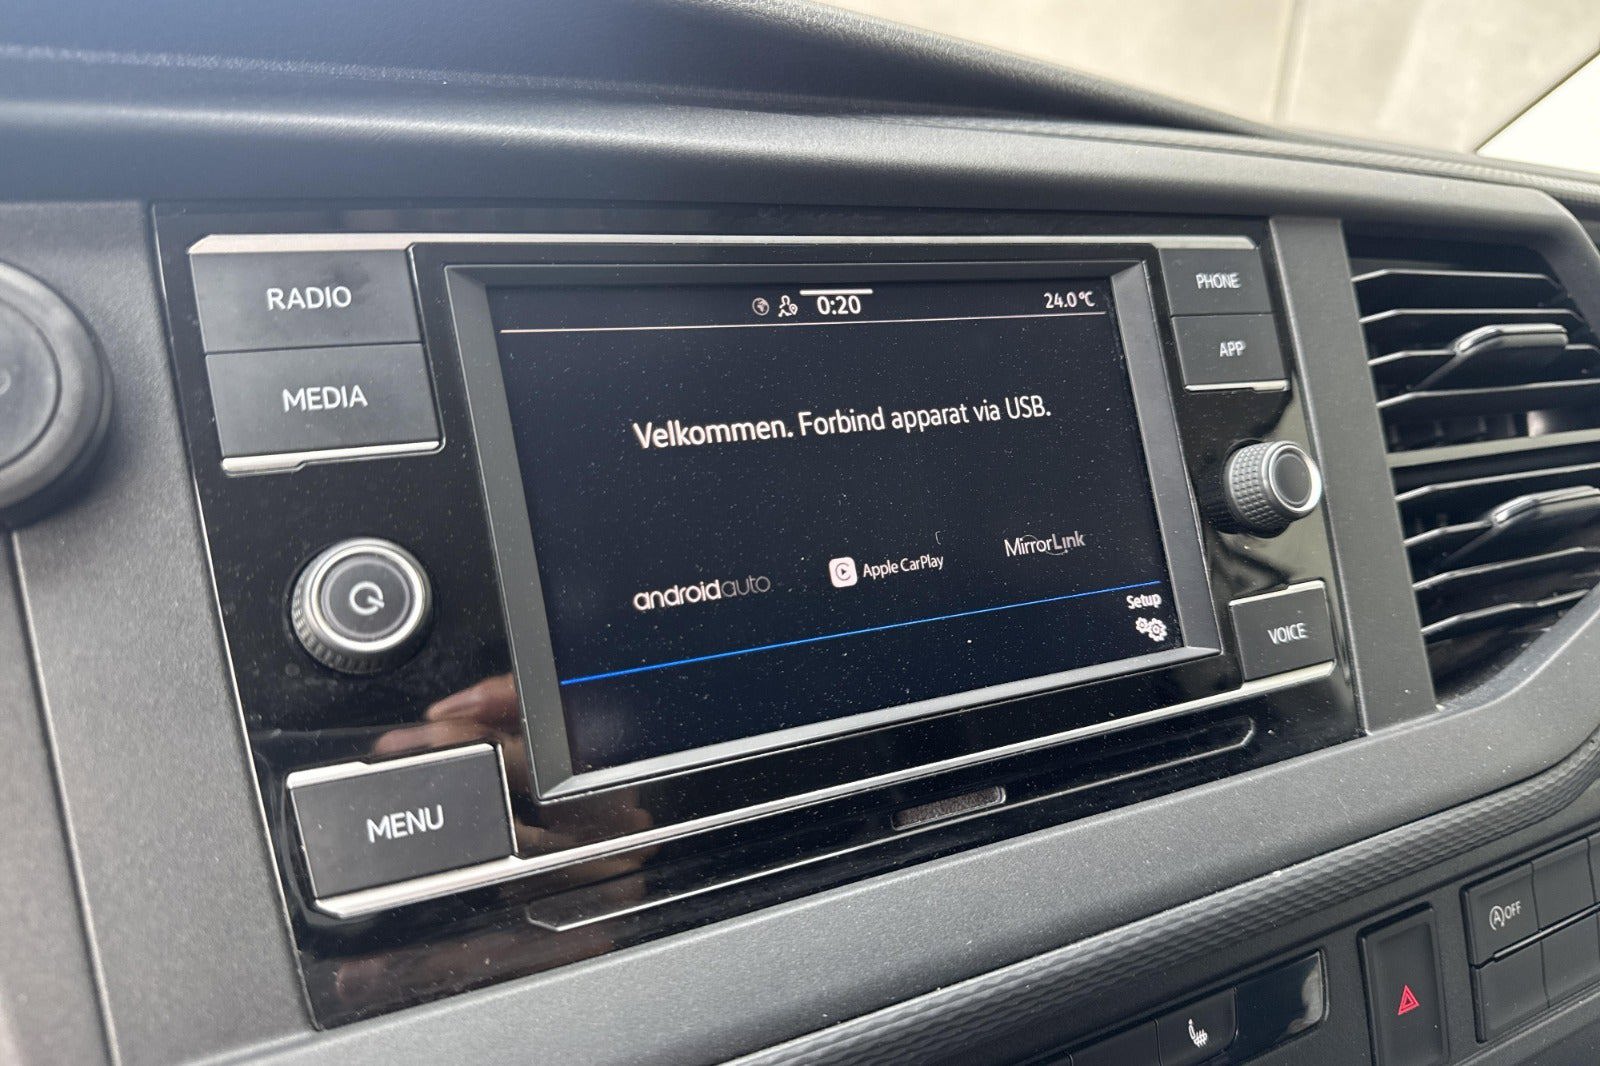 RADIO
MEDIA
MENU
0:20
24.0°C
Velkommen. Forbind apparat via USB.
androidauto
Apple CarPlay
MirrorLink
Setup
PHONE
APP
VOICE
A OFF